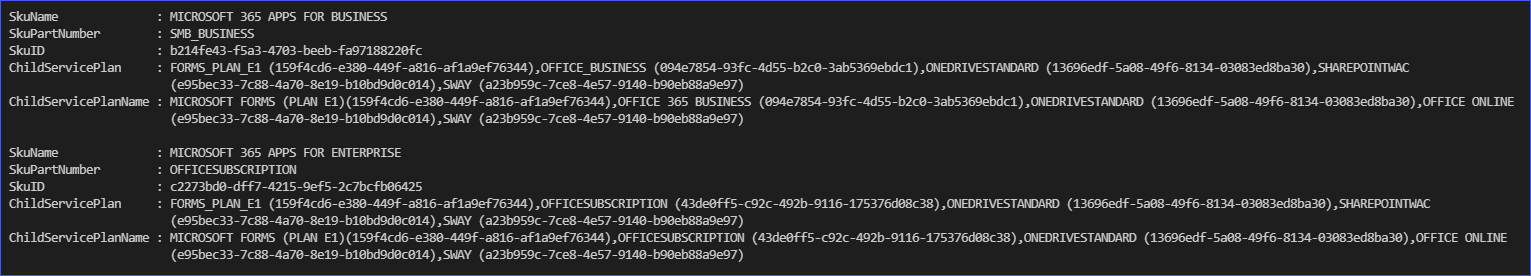 SkuName : MICROSOFT 365 APPS FOR BUSINESS
SkuPartNumber : SMB_BUSINESS
SkuID : b214fe43-f5a3-4703-beeb-fa97188220fc
ChildServicePlan : FORMS_PLAN_E1 (159f4cd6-e380-449f-a816-af1a9ef76344),OFFICE_BUSINESS (094e7854-93fc-4d55-b2c0-3ab5369ebdc1),ONEDRIVESTANDARD (13696edf-5a08-49f6-8134-03083ed8ba30),SHAREPOINTWAC
(e95bec33-7c88-4a70-8e19-b10bd9d0c014),SWAY (a23b959c-7ce8-4e57-9140-b90eb88a9e97)
ChildServicePlanName : MICROSOFT FORMS (PLAN E1)(159f4cd6-e380-449f-a816-af1a9ef76344),OFFICE 365 BUSINESS (094e7854-93fc-4d55-b2c0-3ab5369ebdc1),ONEDRIVESTANDARD (13696edf-5a08-49f6-8134-03083ed8ba30),OFFICE ONLINE
(e95bec33-7c88-4a70-8e19-b10bd9d0c014),SWAY (a23b959c-7ce8-4e57-9140-b90eb88a9e97)
SkuName : MICROSOFT 365 APPS FOR ENTERPRISE
SkuPartNumber : OFFICESUBSCRIPTION
SkuID : c2273bd0-dff7-4215-9ef5-2c7bcfb06425
ChildServicePlan : FORMS_PLAN_E1 (159f4cd6-e380-449f-a816-af1a9ef76344),OFFICESUBSCRIPTION (43de0ff5-c92c-492b-9116-175376d08c38),ONEDRIVESTANDARD (13696edf-5a08-49f6-8134-03083ed8ba30),SHAREPOINTWAC
(e95bec33-7c88-4a70-8e19-b10bd9d0c014),SWAY (a23b959c-7ce8-4e57-9140-b90eb88a9e97)
ChildServicePlanName : MICROSOFT FORMS (PLAN E1)(159f4cd6-e380-449f-a816-af1a9ef76344),OFFICESUBSCRIPTION (43de0ff5-c92c-492b-9116-175376d08c38),ONEDRIVESTANDARD (13696edf-5a08-49f6-8134-03083ed8ba30),OFFICE ONLINE
(e95bec33-7c88-4a70-8e19-b10bd9d0c014),SWAY (a23b959c-7ce8-4e57-9140-b90eb88a9e97)